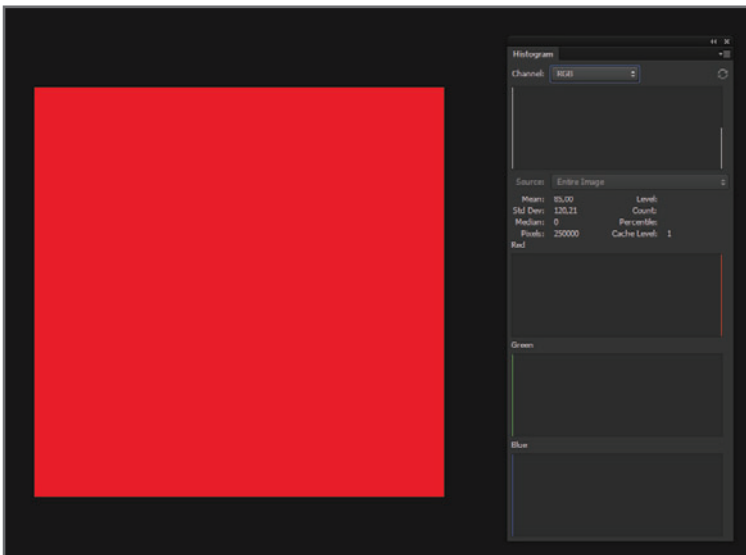 Histogram
Channel: RGB
Source: Entire Image
Mean: 85,00 Level:
Std Dev: 120,21 Count:
Median: 0 Percentile:
Pixels: 250000 Cache Level: 1
Red
Green
Blue